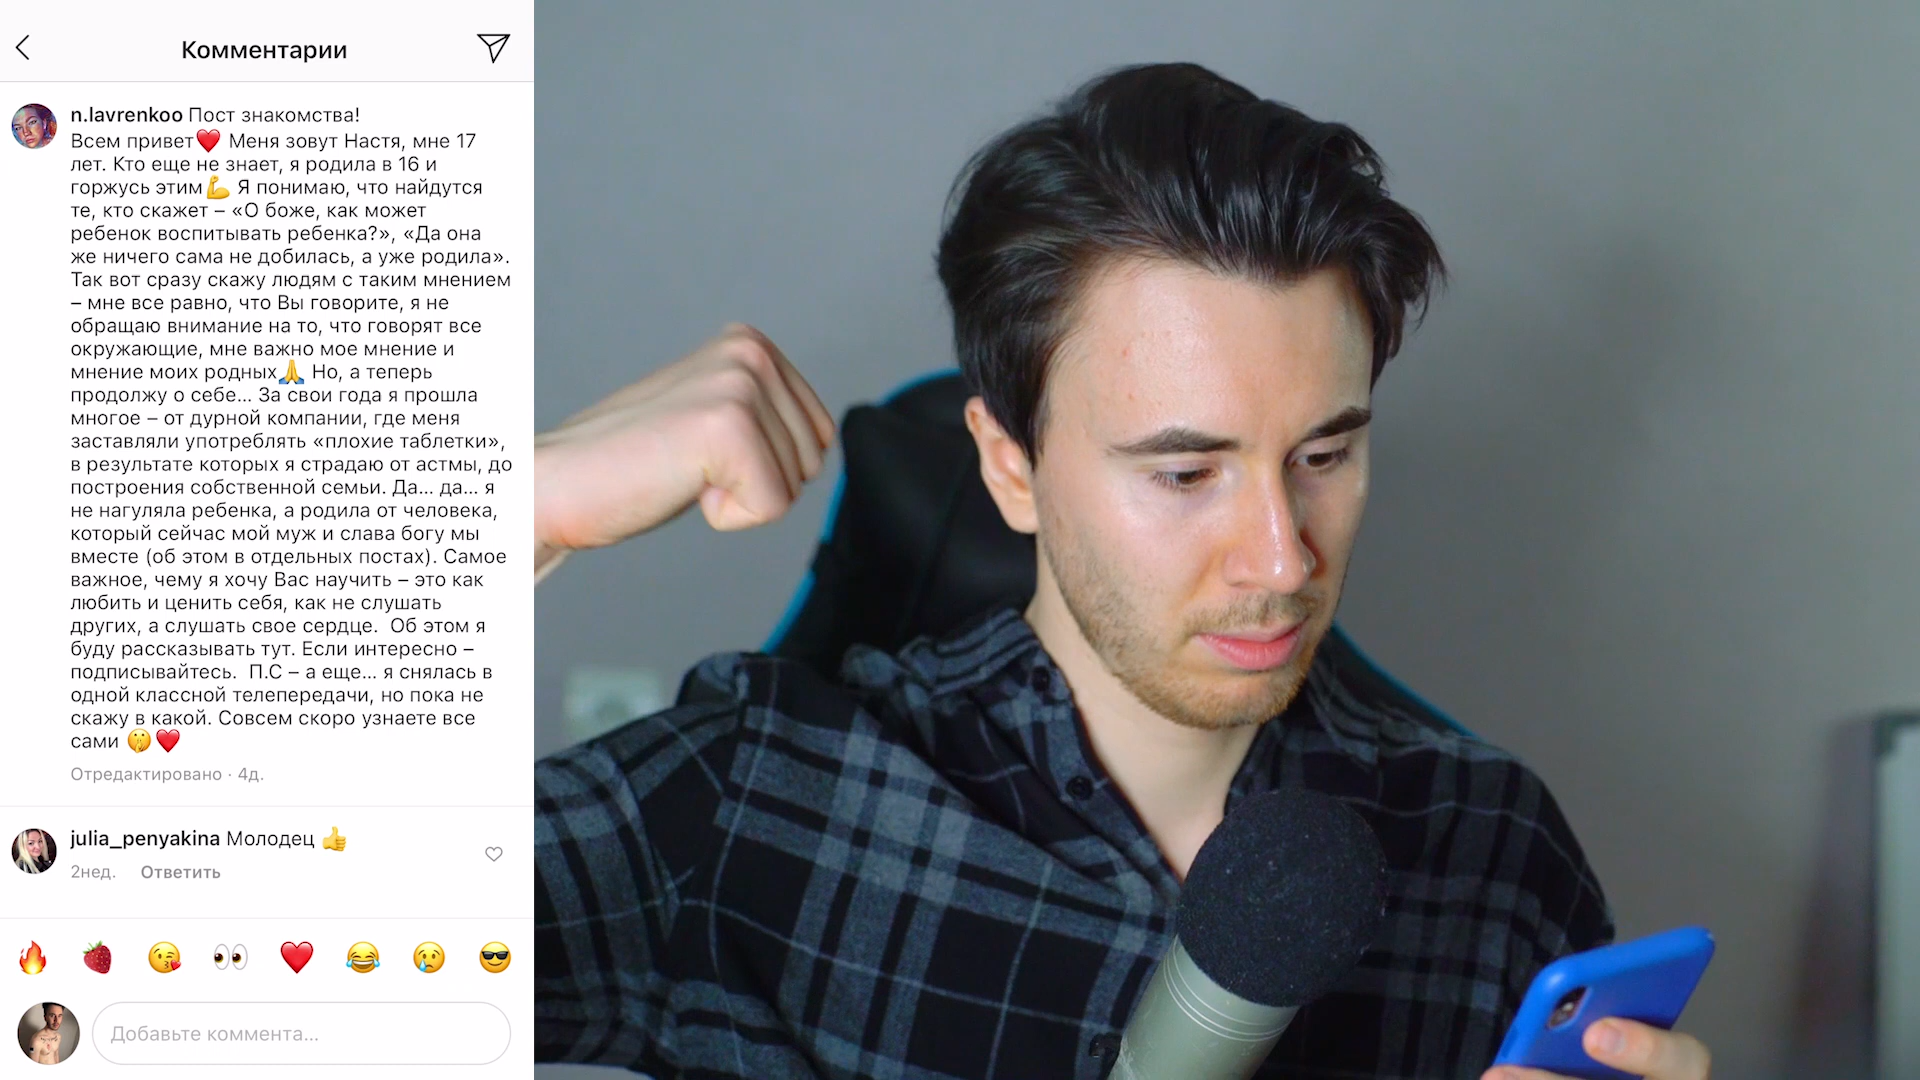 Комментарии
n.lavrenkoo Пост знакомства!
Всем привет❤️ Меня зовут Настя, мне 17
лет. Кто еще не знает, я родила в 16 и
горжусь этим💪 Я понимаю, что найдутся
те, кто скажет – «О боже, как может
ребенок воспитывать ребенка?», «Да она
же ничего сама не добилась, а уже родила».
Так вот сразу скажу людям с таким мнением
– мне все равно, что Вы говорите, я не
обращаю внимание на то, что говорят все
окружающие, мне важно мое мнение и
мнение моих родных🙏 Но, а теперь
продолжу о себе... За свои года я прошла
многое – от дурной компании, где меня
заставляли употреблять «плохие таблетки»,
в результате которых я страдаю от астмы, до
построения собственной семьи. Да... да... я
не нагуляла ребенка, а родила от человека,
который сейчас мой муж и слава богу мы
вместе (об этом в отдельных постах). Самое
важное, чему я хочу Вас научить – это как
любить и ценить себя, как не слушать
других, а слушать свое сердце. Об этом я
буду рассказывать тут. Если интересно –
подписывайтесь. П.С – а еще... я снялась в
одной классной телепередачи, но пока не
скажу в какой. Совсем скоро узнаете все
сами 🤫❤️
Отредактировано · 4д.
julia_penyakina Молодец 👍
2нед. Ответить
🔥 🍓 😘 👀 ❤️ 😂 😢 😎
Добавьте коммента...